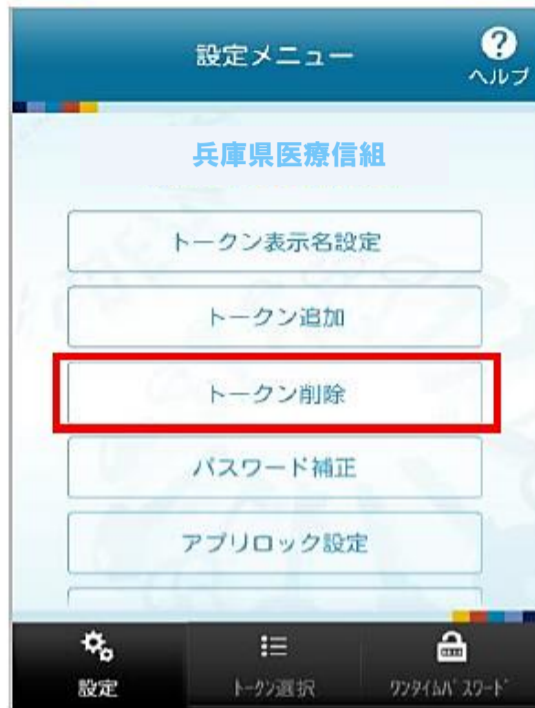 設定メニュー
?
ヘルプ
兵庫県医療信組
トークン表示名設定
トークン追加
トークン削除
パスワード補正
アプリロック設定
設定
トークン選択
ワンタイムパスワード